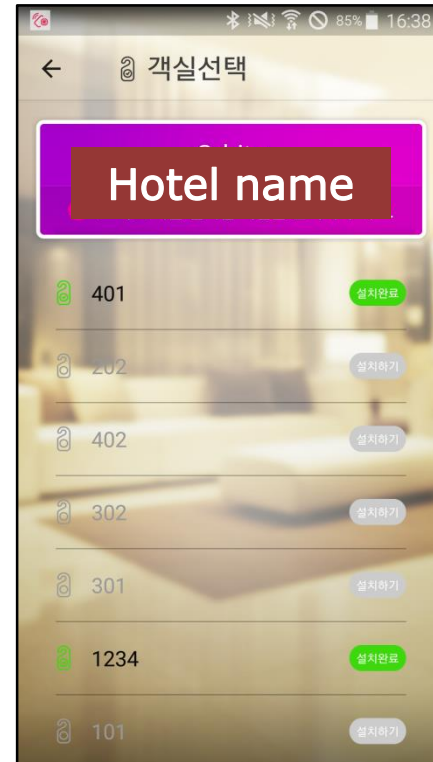 85% 16:38
객실선택
Hotel name
401 설치완료
202 설치하기
402 설치하기
302 설치하기
301 설치하기
1234 설치완료
101 설치하기